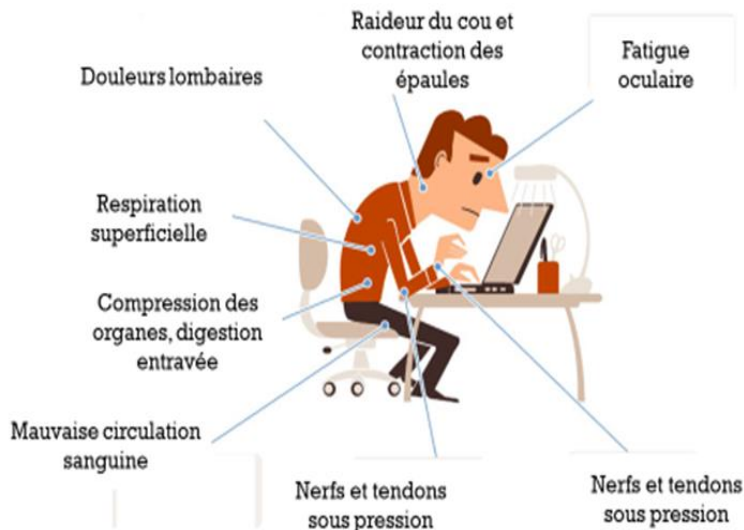 Raideur du cou et
contraction des
épaules
Fatigue
oculaire
Douleurs lombaires
Respiration
superficielle
Compression des
organes, digestion
entravée
Mauvaise circulation
sanguine
Nerfs et tendons
sous pression
Nerfs et tendons
sous pression